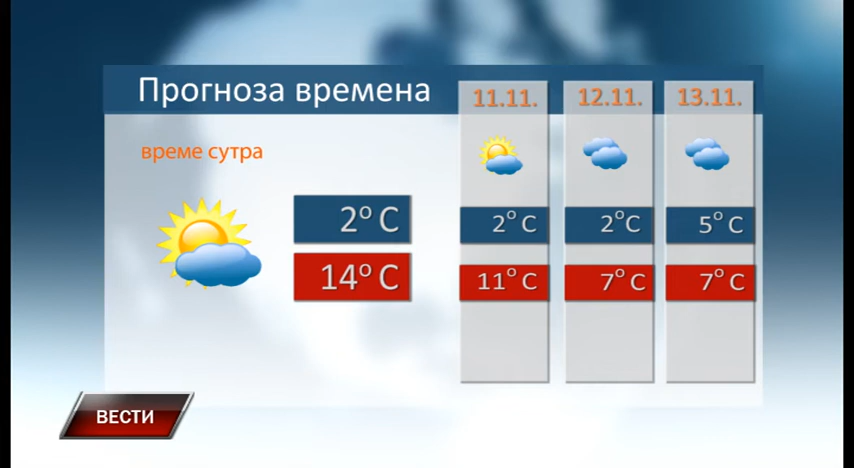 Прогноза времена
11.11. 12.11. 13.11.
време сутра
2° C
14° C
2° C 2°C 5° C
11° C 7° C 7° C
ВЕСТИ